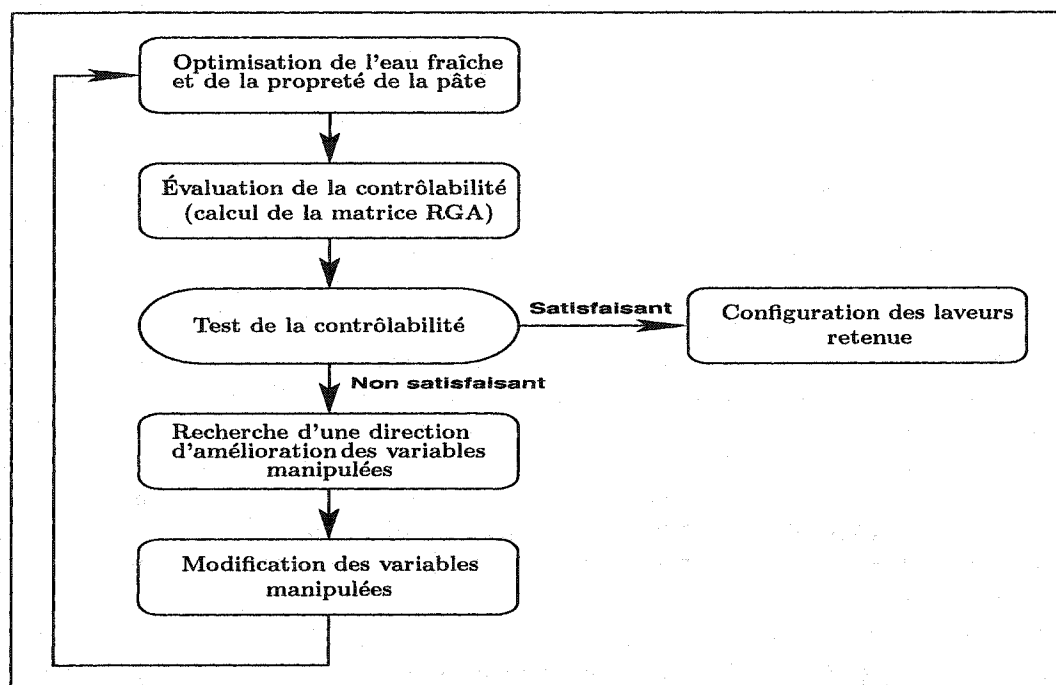 Optimisation de l'eau fraîche
et de la propreté de la pâte
Évaluation de la contrôlabilité
(calcul de la matrice RGA)
Test de la contrôlabilité
Satisfaisant
Configuration des laveurs
retenue
Non satisfaisant
Recherche d'une direction
d'amélioration des variables
manipulées
Modification des variables
manipulées